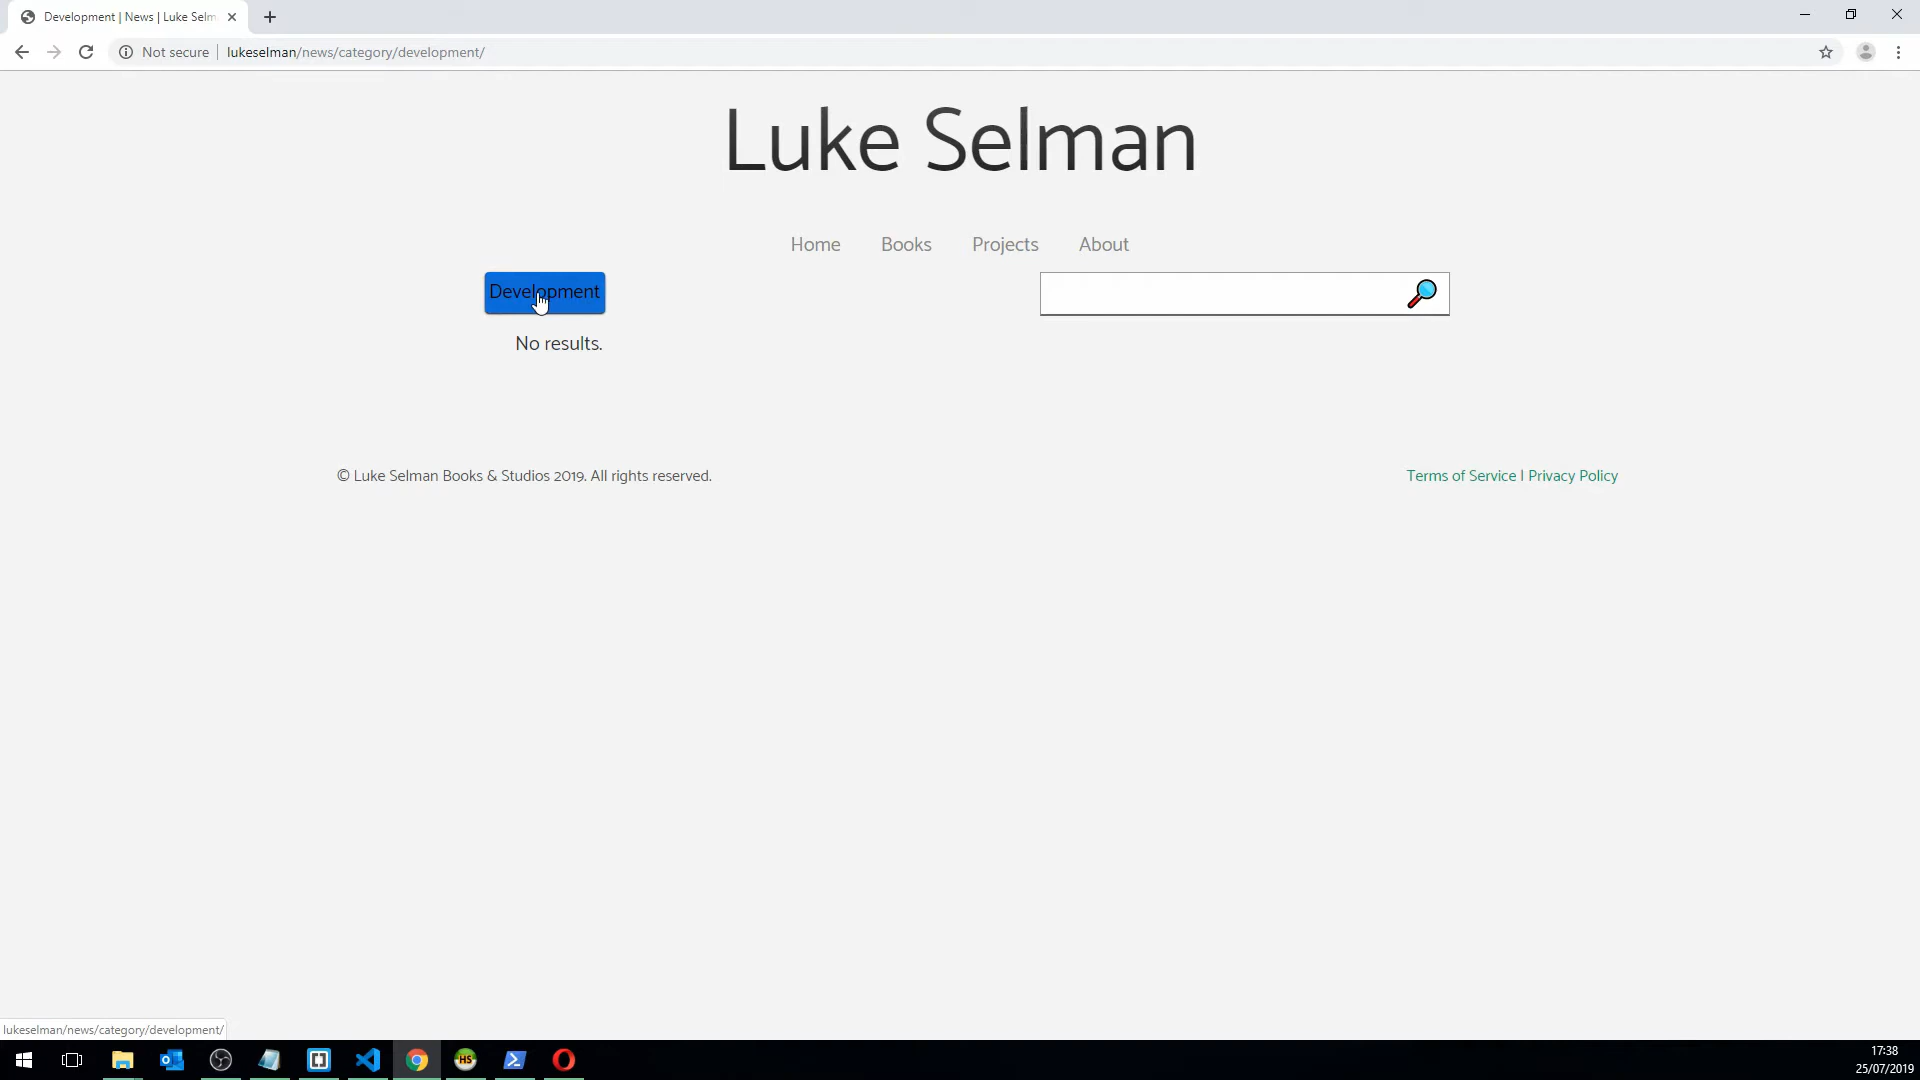 Development | News | Luke Selm
Not secure
lukeselman/news/category/development/
Luke Selman
Home Books Projects About
Development
No results.
© Luke Selman Books & Studios 2019. All rights reserved.
Terms of Service | Privacy Policy
lukeselman/news/category/development/
HS
17:38
25/07/2019